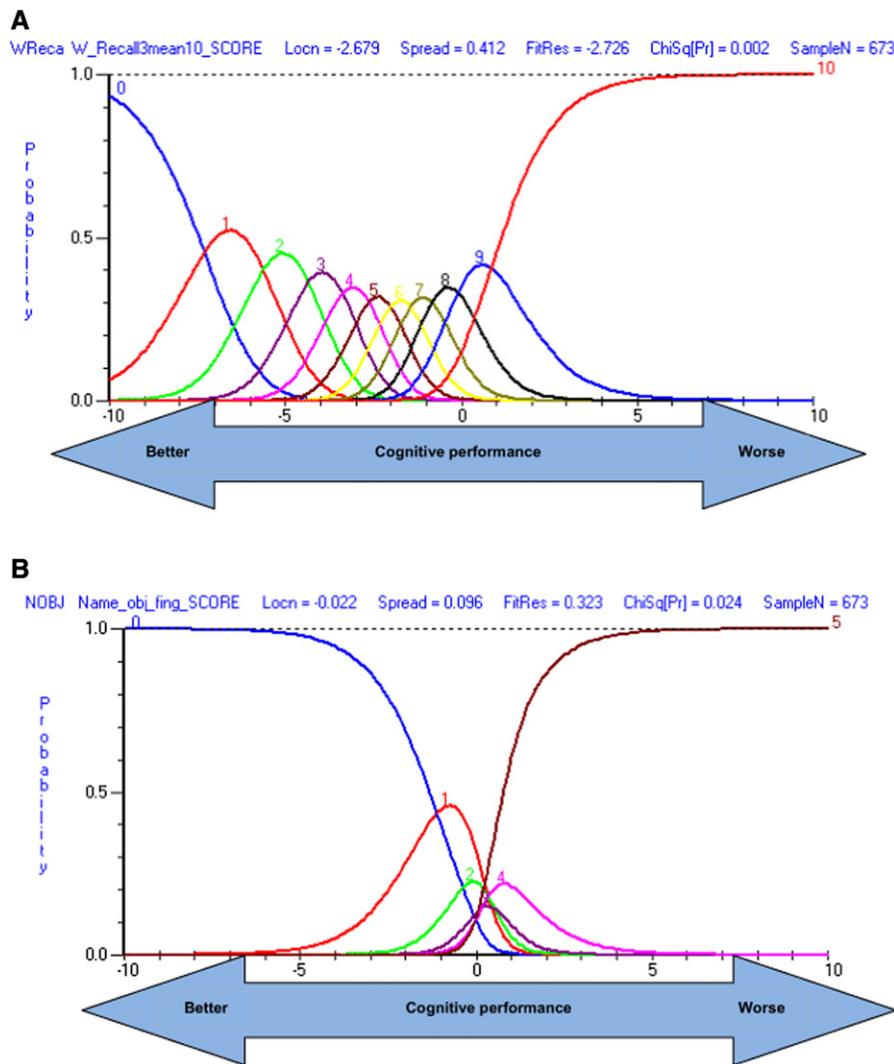 A
WReca W_Recall3mean10_SCORE Locn = -2.679 Spread = 0.412 FitRes = -2.726 ChiSq[Pr] = 0.002 SampleN = 673
1.0
0
10
Probability
0.5
1
2
3
4
5
6
7
8
9
0.0
-10 -5 0 5 10
Better Cognitive performance Worse
B
NOBJ Name_obj_fing_SCORE Locn = -0.022 Spread = 0.096 FitRes = 0.323 ChiSq[Pr] = 0.024 SampleN = 673
1.0
0
5
Probability
0.5
1
2
4
0.0
-10 -5 0 5 10
Better Cognitive performance Worse